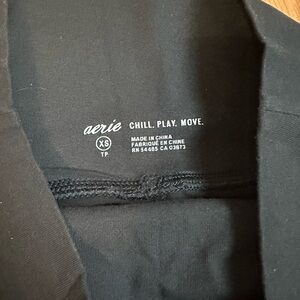 aerie CHILL. PLAY. MOVE.
XS
TP
MADE IN CHINA
FABRIQUÉ EN CHINE
RN 54485 CA 03873